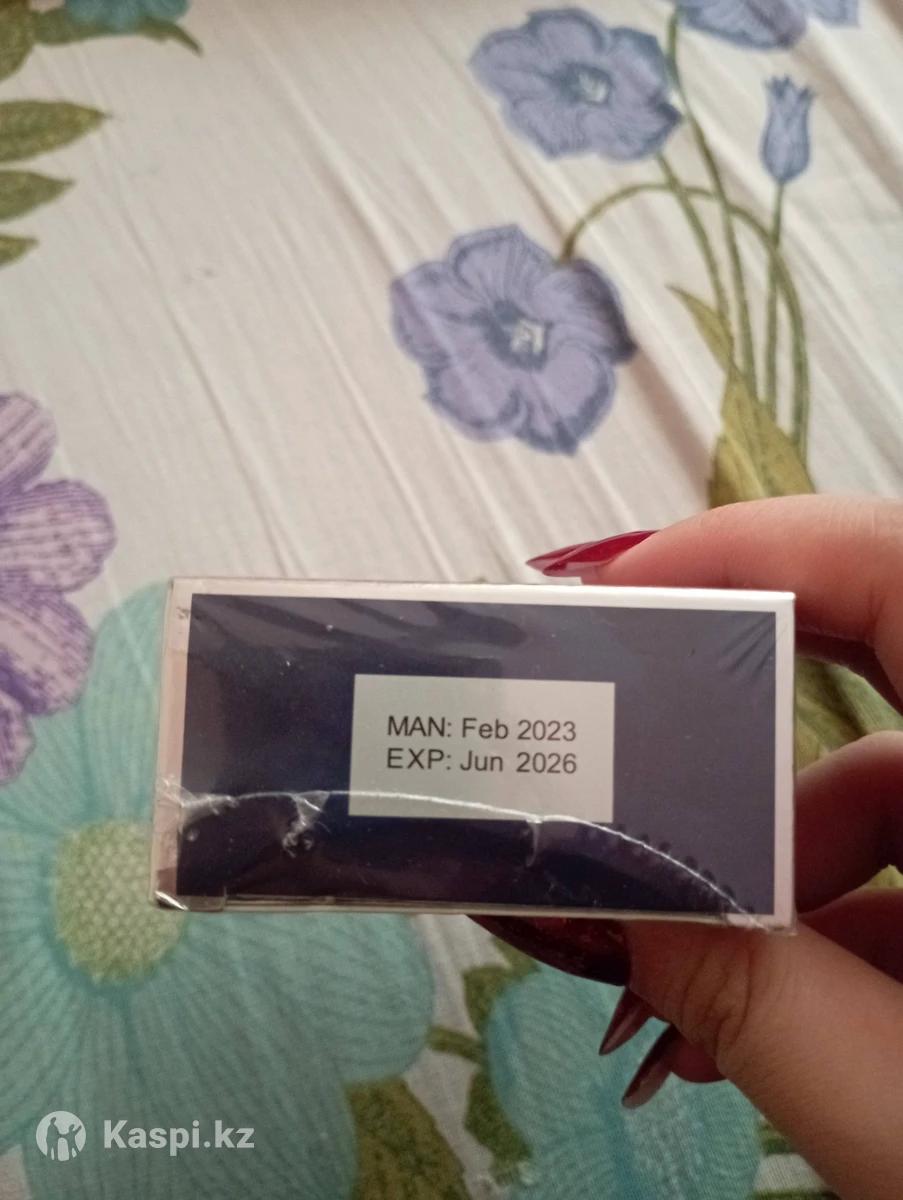 MAN: Feb 2023
EXP: Jun 2026
Kaspi.kz